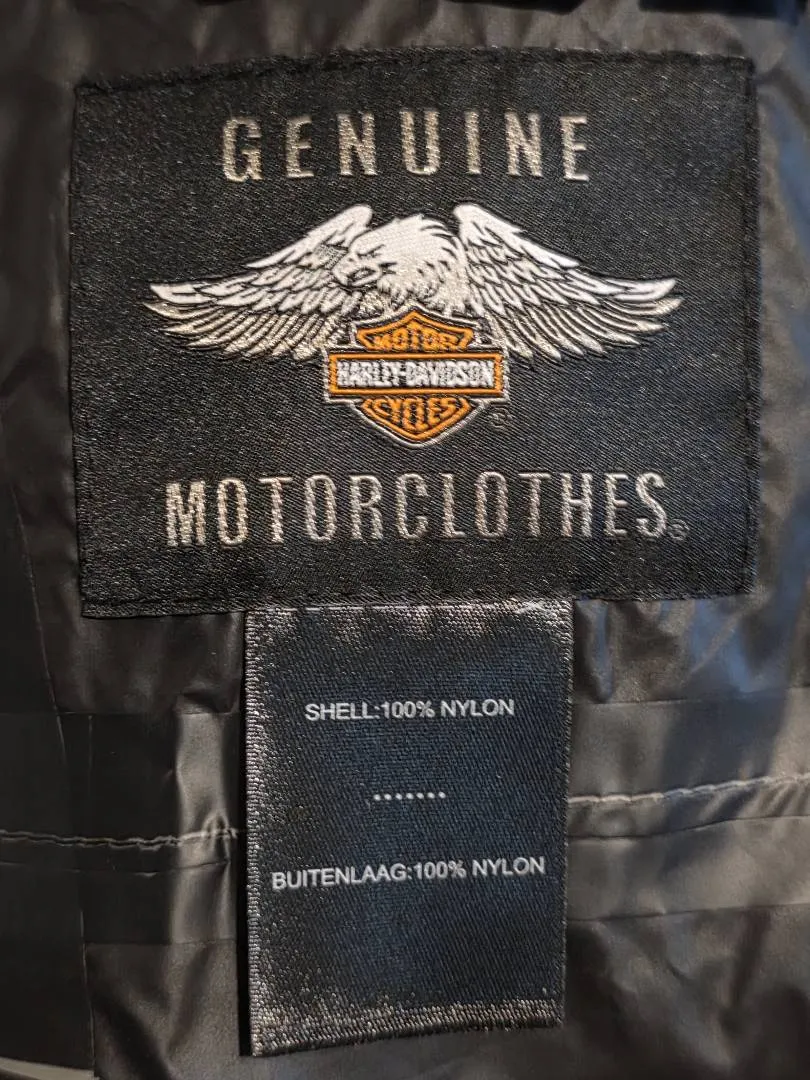 GENUINE
MOTOR
HARLEY-DAVIDSON
CYCLES
®
MOTORCLOTHES®
SHELL:100% NYLON
.......
BUITENLAAG:100% NYLON